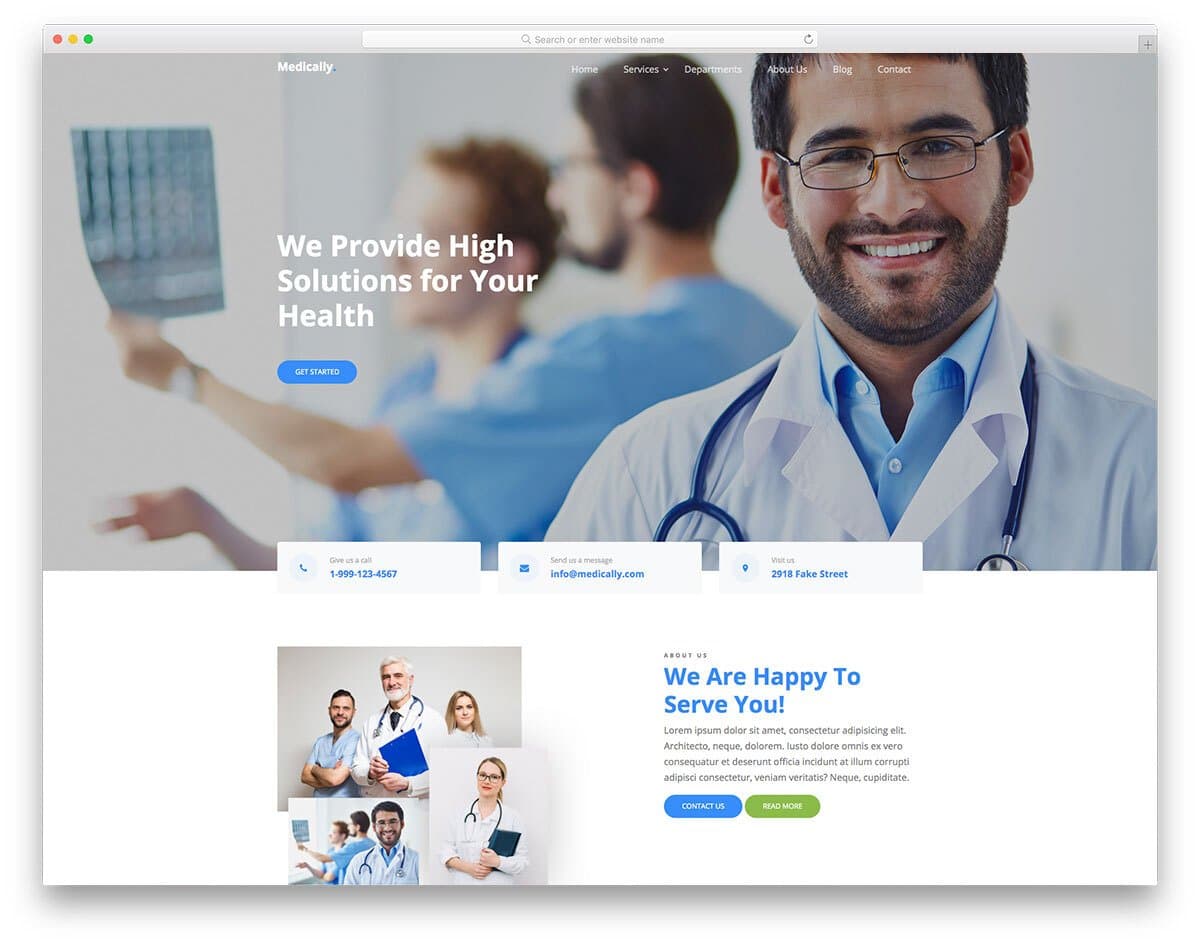 Search or enter website name
Medically.
Home Services Departments About Us Blog Contact
We Provide High
Solutions for Your
Health
GET STARTED
Give us a call
1-999-123-4567
Send us a message
info@medically.com
Visit us
2918 Fake Street
ABOUT US
We Are Happy To
Serve You!
Lorem ipsum dolor sit amet, consectetur adipisicing elit.
Architecto, neque, dolorem. Iusto dolore omnis ex vero
consequatur et deserunt officia incidunt at illum corrupti
adipisci consectetur, veniam veritatis? Neque, cupiditate.
CONTACT US READ MORE